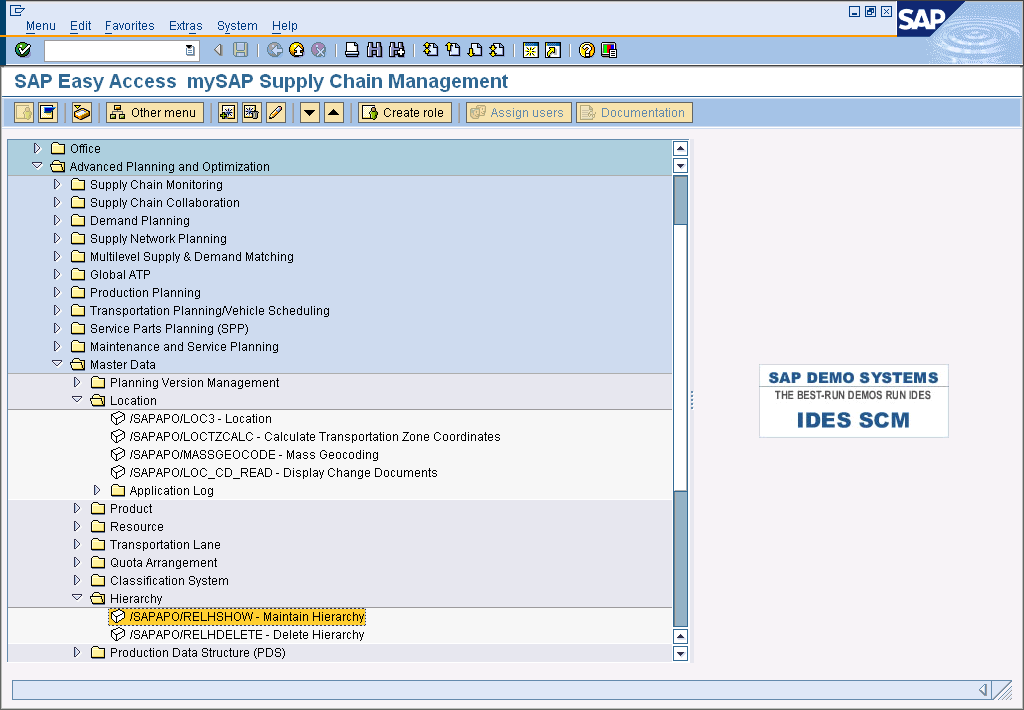 Menu Edit Favorites Extras System Help
SAP
SAP Easy Access mySAP Supply Chain Management
Other menu Create role Assign users Documentation
Office
Advanced Planning and Optimization
Supply Chain Monitoring
Supply Chain Collaboration
Demand Planning
Supply Network Planning
Multilevel Supply & Demand Matching
Global ATP
Production Planning
Transportation Planning/Vehicle Scheduling
Service Parts Planning (SPP)
Maintenance and Service Planning
Master Data
Planning Version Management
Location
/SAPAPO/LOC3 - Location
/SAPAPO/LOCTZCALC - Calculate Transportation Zone Coordinates
/SAPAPO/MASSGEOCODE - Mass Geocoding
/SAPAPO/LOC_CD_READ - Display Change Documents
Application Log
Product
Resource
Transportation Lane
Quota Arrangement
Classification System
Hierarchy
/SAPAPO/RELHSHOW - Maintain Hierarchy
/SAPAPO/RELHDELETE - Delete Hierarchy
Production Data Structure (PDS)
SAP DEMO SYSTEMS
THE BEST-RUN DEMOS RUN IDES
IDES SCM